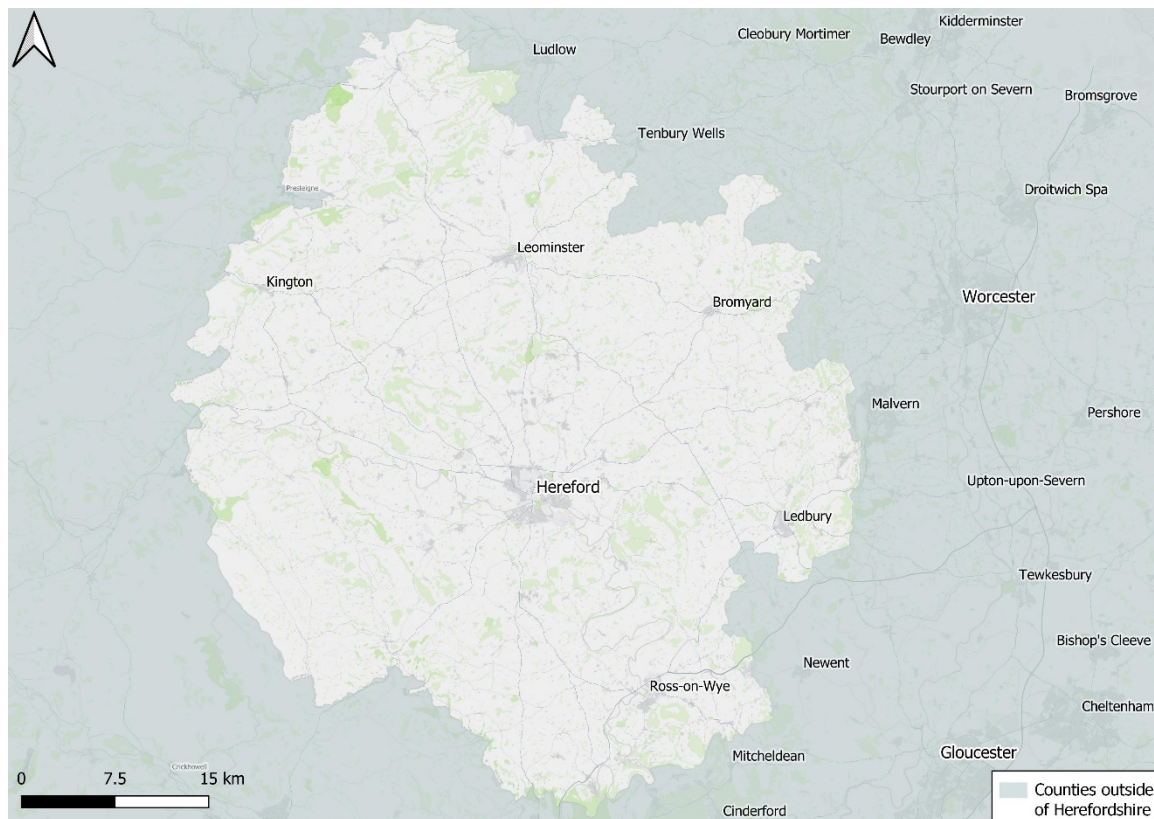 Kidderminster
Cleobury Mortimer
Bewdley
Ludlow
Stourport on Severn
Bromsgrove
Tenbury Wells
Presteigne
Droitwich Spa
Leominster
Kington
Bromyard
Worcester
Malvern
Pershore
Hereford
Upton-upon-Severn
Ledbury
Tewkesbury
Bishop's Cleeve
Newent
Ross-on-Wye
Cheltenham
Mitcheldean
Gloucester
Crickhowell
0 7.5 15 km
Counties outside
of Herefordshire
Cinderford